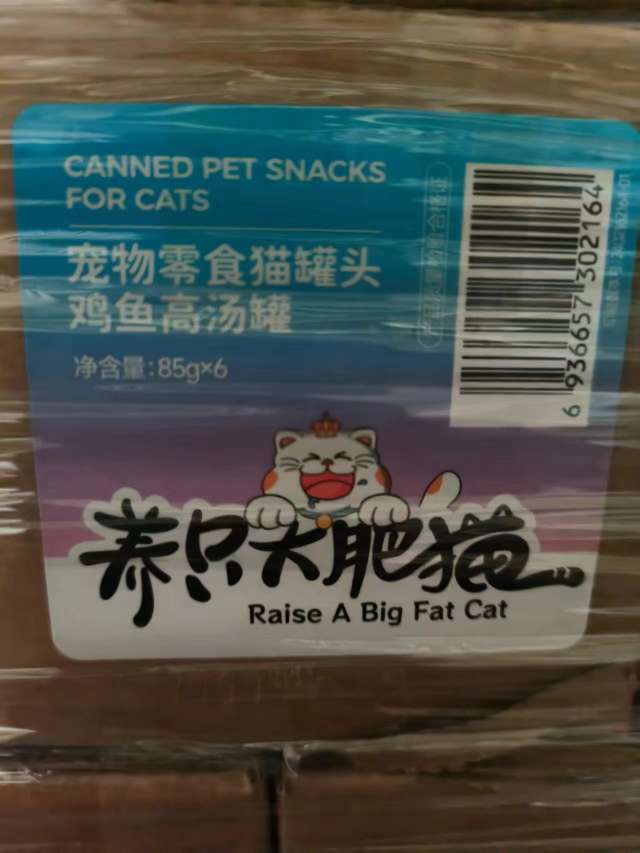 CANNED PET SNACKS
FOR CATS
宠物零食猫罐头
鸡鱼高汤罐
净含量:85g×6
6 936657 302164
养只大肥猫
Raise A Big Fat Cat